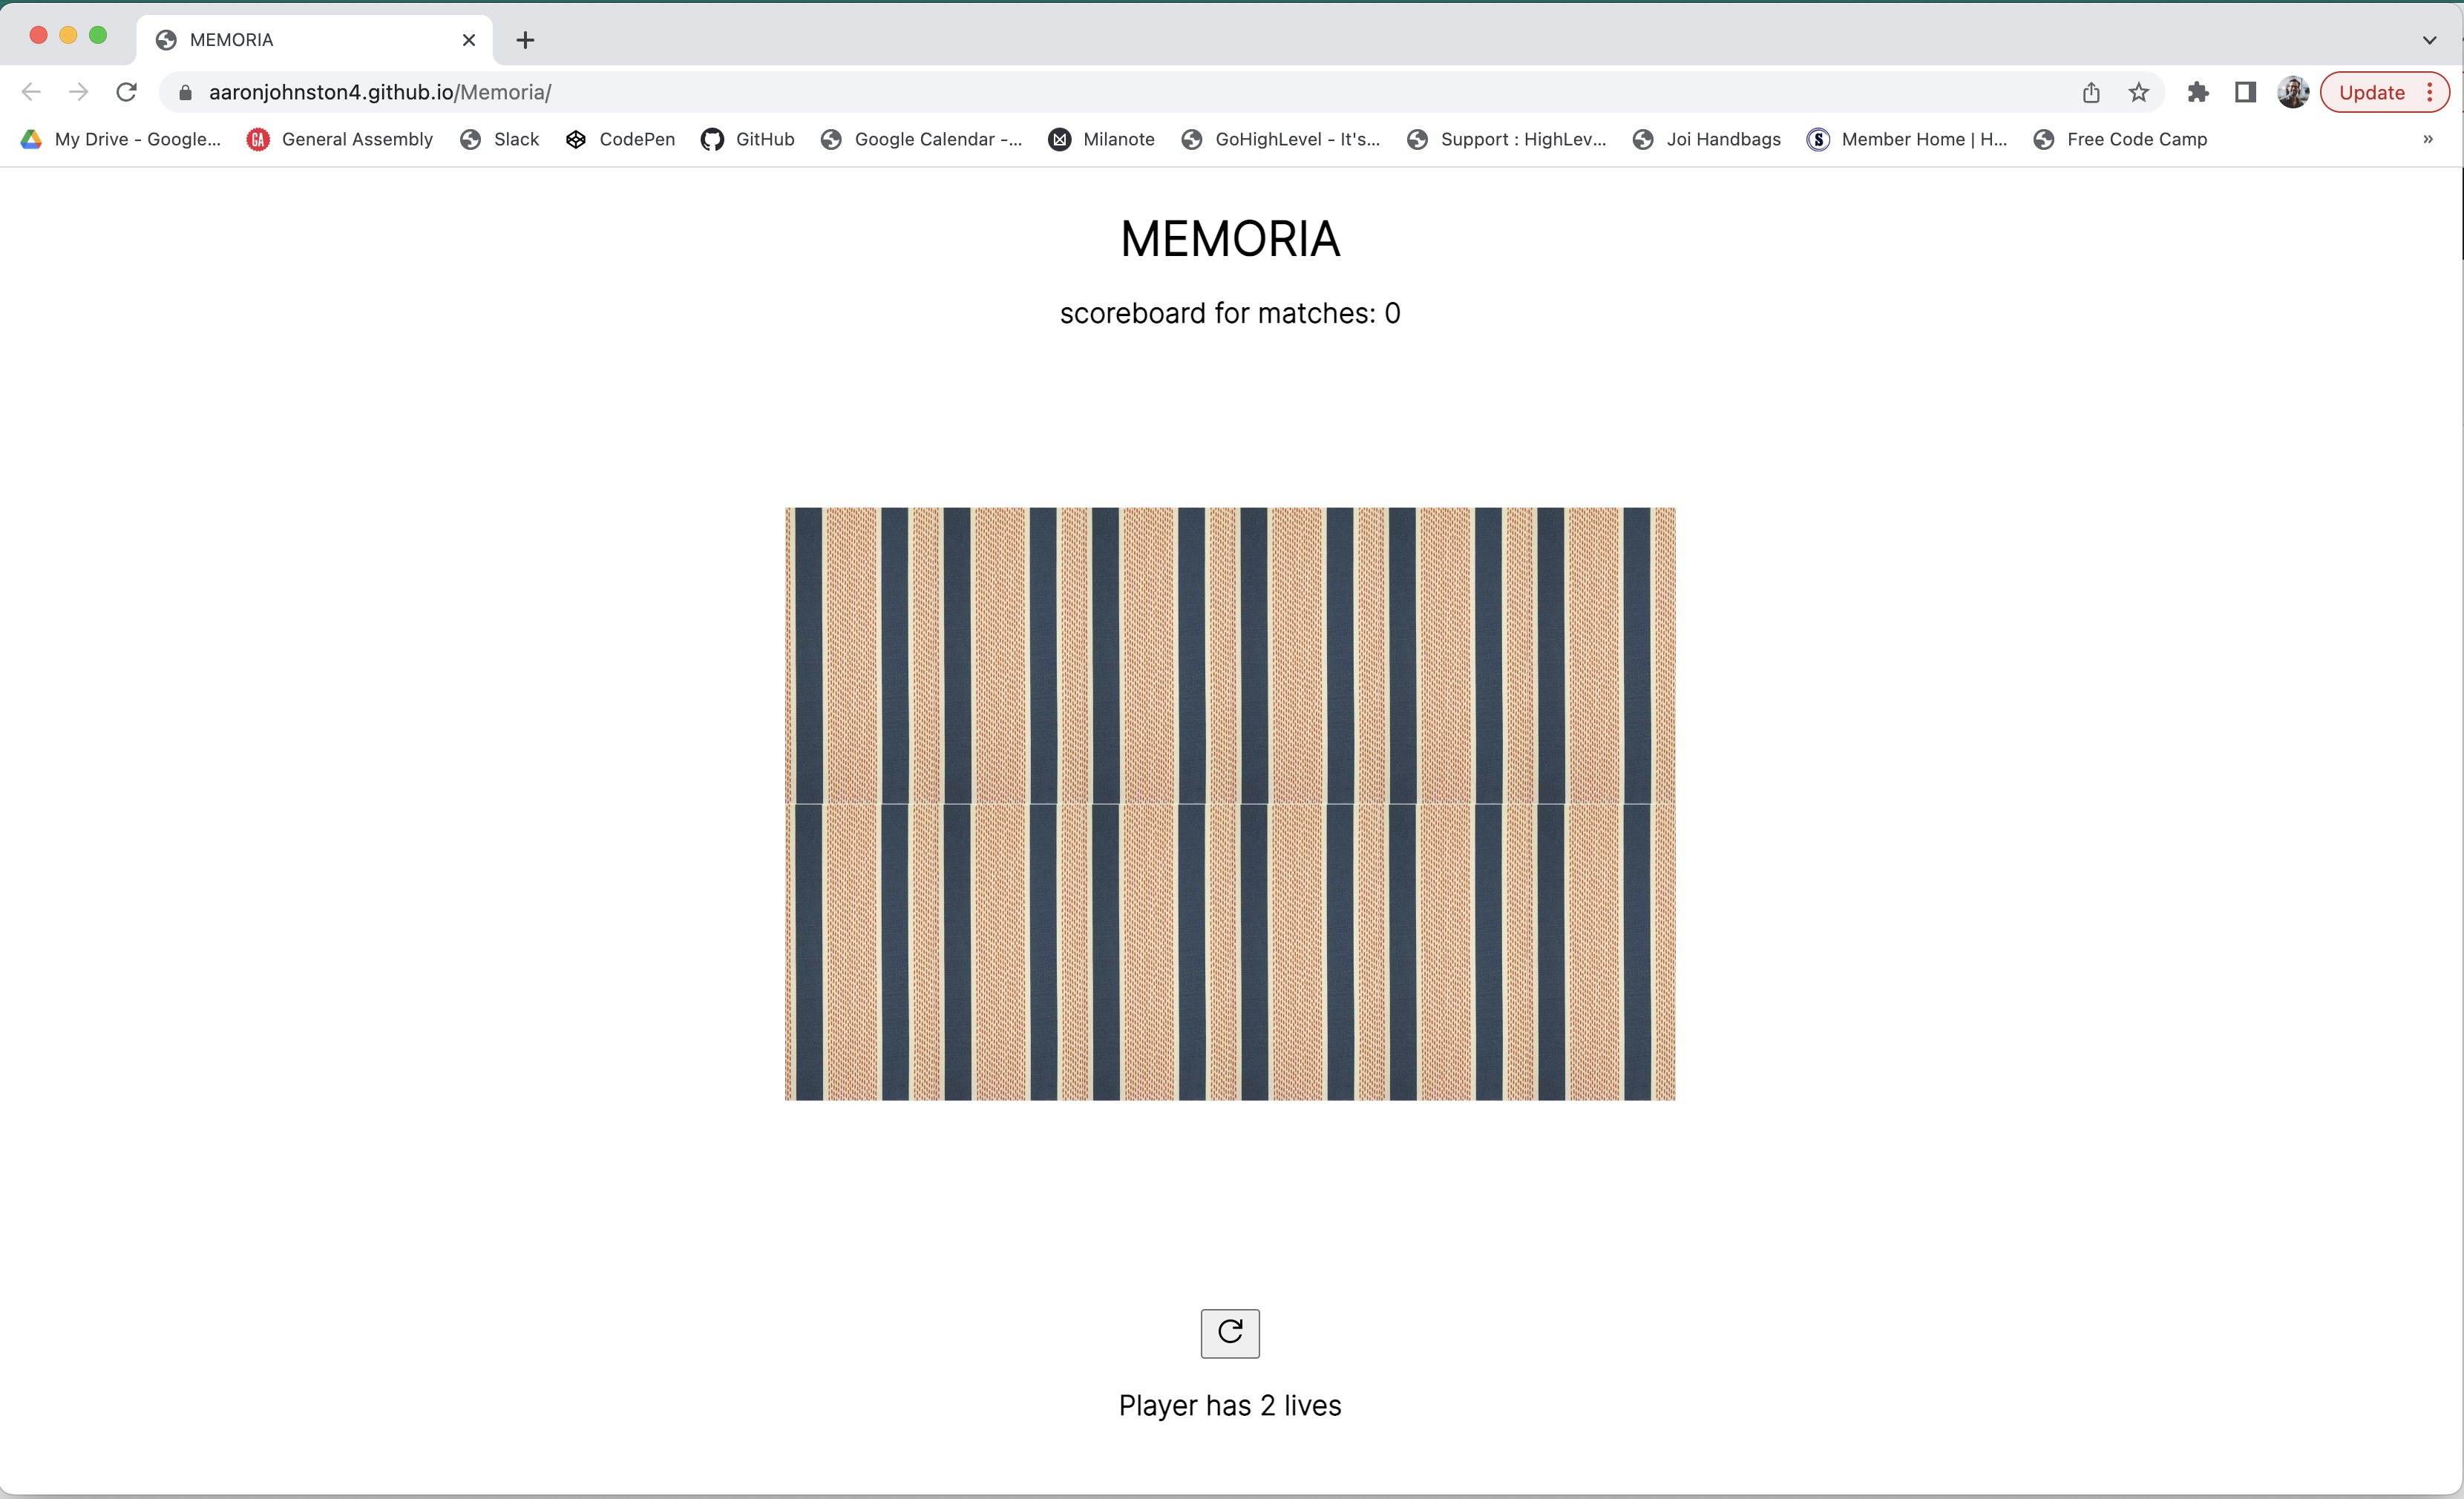 MEMORIA
aaronjohnston4.github.io/Memoria/
Update
My Drive - Google... GA General Assembly Slack CodePen GitHub Google Calendar -... Milanote GoHighLevel - It's... Support : HighLev... Joi Handbags S Member Home | H... Free Code Camp »
MEMORIA
scoreboard for matches: 0
Player has 2 lives